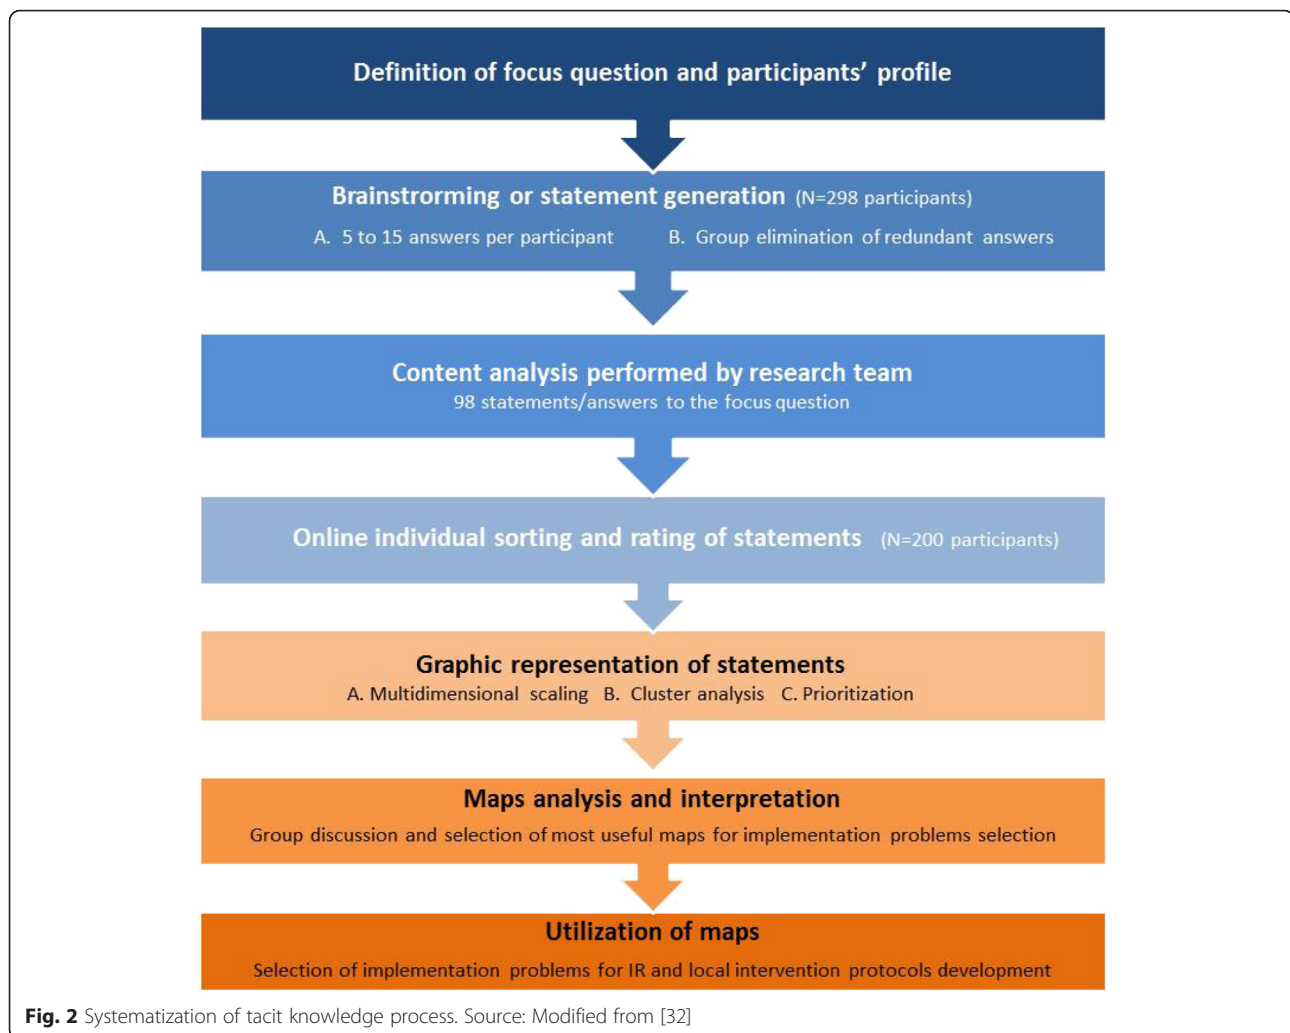 Definition of focus question and participants’ profile
Brainstrorming or statement generation (N=298 participants)
A. 5 to 15 answers per participant B. Group elimination of redundant answers
Content analysis performed by research team
98 statements/answers to the focus question
Online individual sorting and rating of statements (N=200 participants)
Graphic representation of statements
A. Multidimensional scaling B. Cluster analysis C. Prioritization
Maps analysis and interpretation
Group discussion and selection of most useful maps for implementation problems selection
Utilization of maps
Selection of implementation problems for IR and local intervention protocols development
Fig. 2 Systematization of tacit knowledge process. Source: Modified from [32]